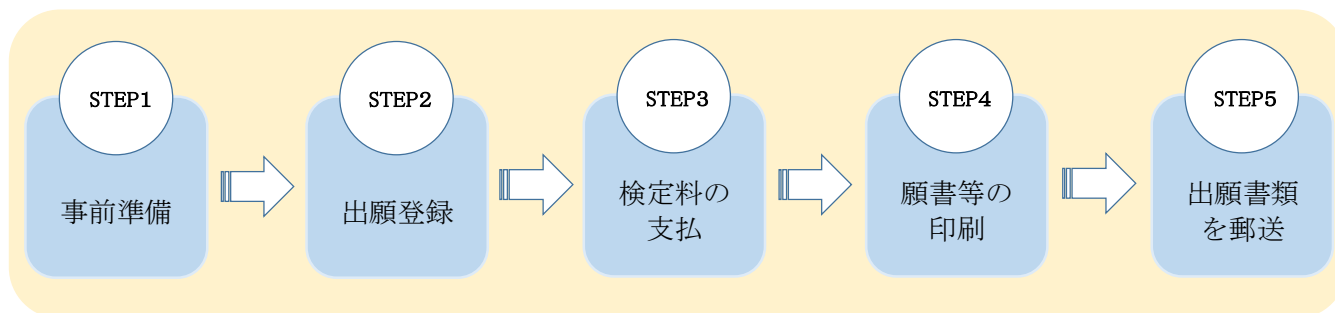 STEP1
事前準備
STEP2
出願登録
STEP3
検定料の
支払
STEP4
願書等の
印刷
STEP5
出願書類
を郵送